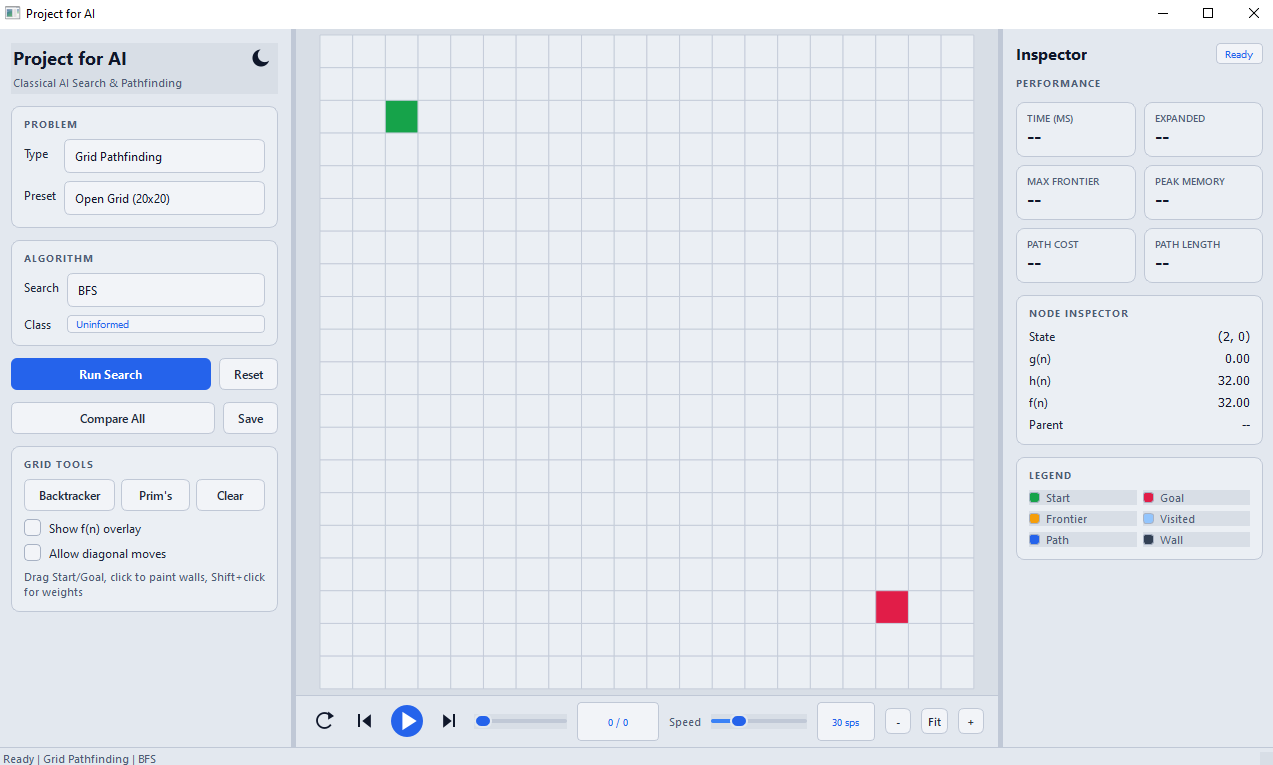 Project for AI
Project for AI
Classical AI Search & Pathfinding
PROBLEM
Type
Grid Pathfinding
Preset
Open Grid (20x20)
ALGORITHM
Search
BFS
Class
Uninformed
Run Search
Reset
Compare All
Save
GRID TOOLS
Backtracker
Prim's
Clear
Show f(n) overlay
Allow diagonal moves
Drag Start/Goal, click to paint walls, Shift+click
for weights
0 / 0
Speed
30 sps
-
Fit
+
Inspector
Ready
PERFORMANCE
TIME (MS)
--
EXPANDED
--
MAX FRONTIER
--
PEAK MEMORY
--
PATH COST
--
PATH LENGTH
--
NODE INSPECTOR
State (2, 0)
g(n) 0.00
h(n) 32.00
f(n) 32.00
Parent --
LEGEND
Start
Goal
Frontier
Visited
Path
Wall
Ready | Grid Pathfinding | BFS